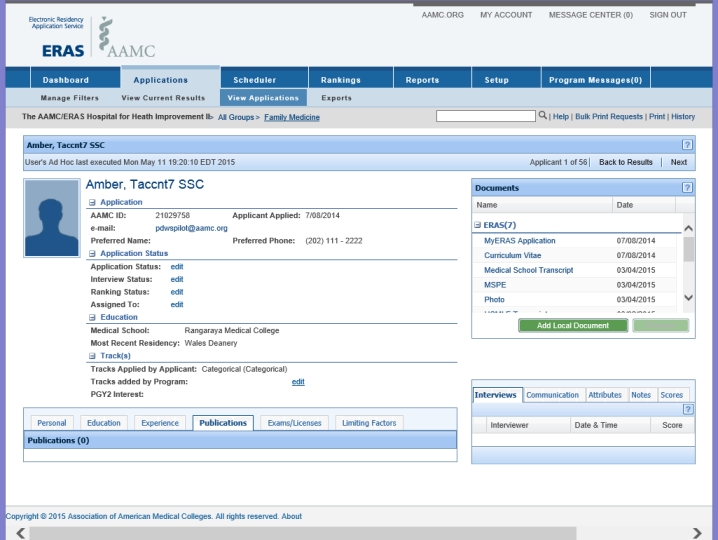 AAMC.ORG MY ACCOUNT MESSAGE CENTER (0) SIGN OUT
Electronic Residency
Application Service
ERAS AAMC
Dashboard Applications Scheduler Rankings Reports Setup Program Messages(0)
Manage Filters View Current Results View Applications Exports
The AAMC/ERAS Hospital for Heath Improvement II> All Groups > Family Medicine | Help | Bulk Print Requests | Print | History
Amber, Taccnt7 SSC ?
User's Ad Hoc last executed Mon May 11 19:20:10 EDT 2015 Applicant 1 of 56 | Back to Results | Next
Amber, Taccnt7 SSC
Application
AAMC ID: 21029758 Applicant Applied: 7/08/2014
e-mail: pdwspilot@aamc.org
Preferred Name: Preferred Phone: (202) 111 - 2222
Application Status
Application Status: edit
Interview Status: edit
Ranking Status: edit
Assigned To: edit
Education
Medical School: Rangaraya Medical College
Most Recent Residency: Wales Deanery
Track(s)
Tracks Applied by Applicant: Categorical (Categorical)
Tracks added by Program: edit
PGY2 Interest:
Documents ?
Name Date
ERAS(7)
MyERAS Application 07/08/2014
Curriculum Vitae 07/08/2014
Medical School Transcript 03/04/2015
MSPE 03/04/2015
Photo 03/04/2015
Add Local Document
Interviews Communication Attributes Notes Scores
?
Interviewer Date & Time Score
Personal Education Experience Publications Exams/Licenses Limiting Factors
Publications (0)
Copyright © 2015 Association of American Medical Colleges. All rights reserved. About